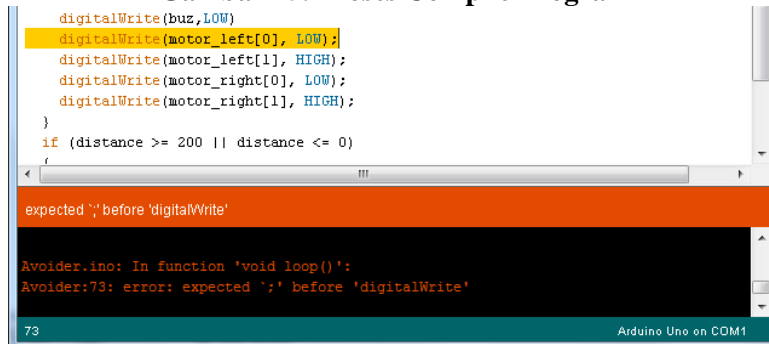 digitalWrite(buz,LOW)
digitalWrite(motor_left[0], LOW);
digitalWrite(motor_left[1], HIGH);
digitalWrite(motor_right[0], LOW);
digitalWrite(motor_right[1], HIGH);
}
if (distance >= 200 || distance <= 0)
{
expected `;' before 'digitalWrite'
Avoider.ino: In function 'void loop()':
Avoider:73: error: expected `;' before 'digitalWrite'
73 Arduino Uno on COM1